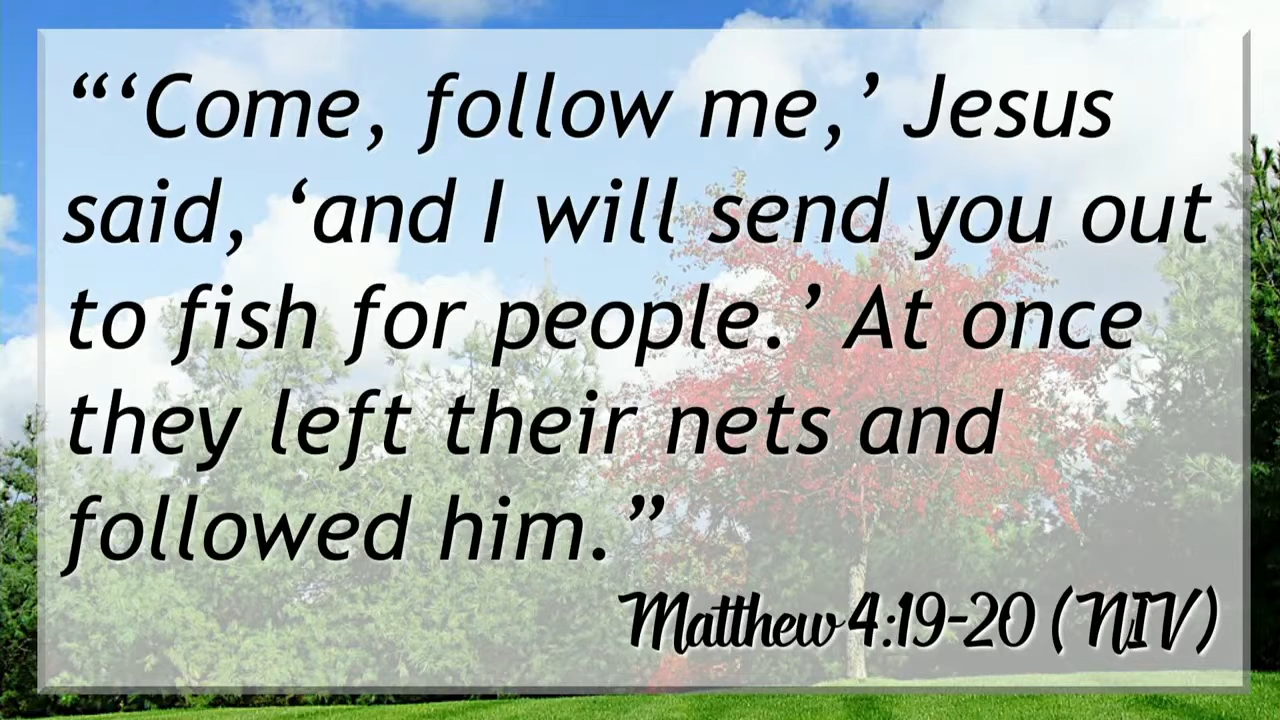 “‘Come, follow me,’ Jesus
said, ‘and I will send you out
to fish for people.’ At once
they left their nets and
followed him.”
Matthew 4:19-20 (NIV)